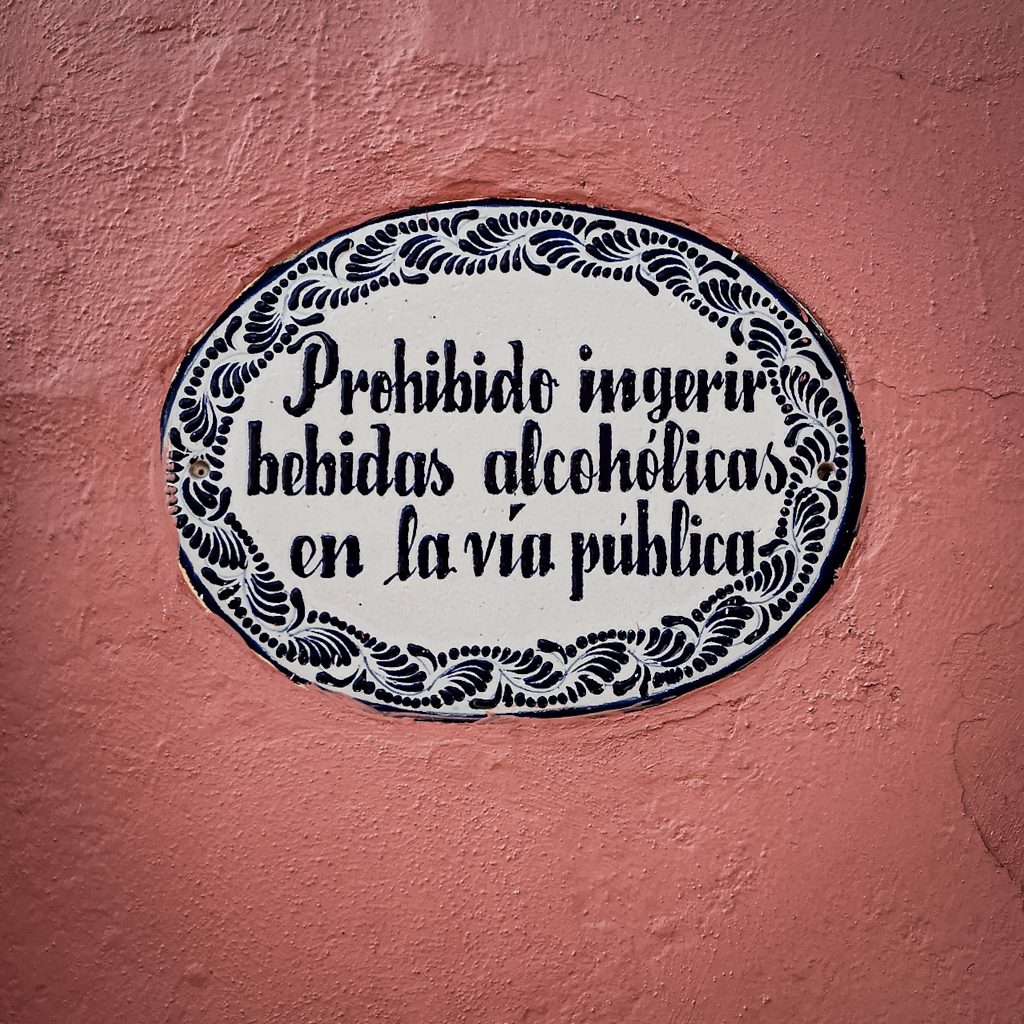 Prohibido ingerir
bebidas alcohólicas
en la vía pública